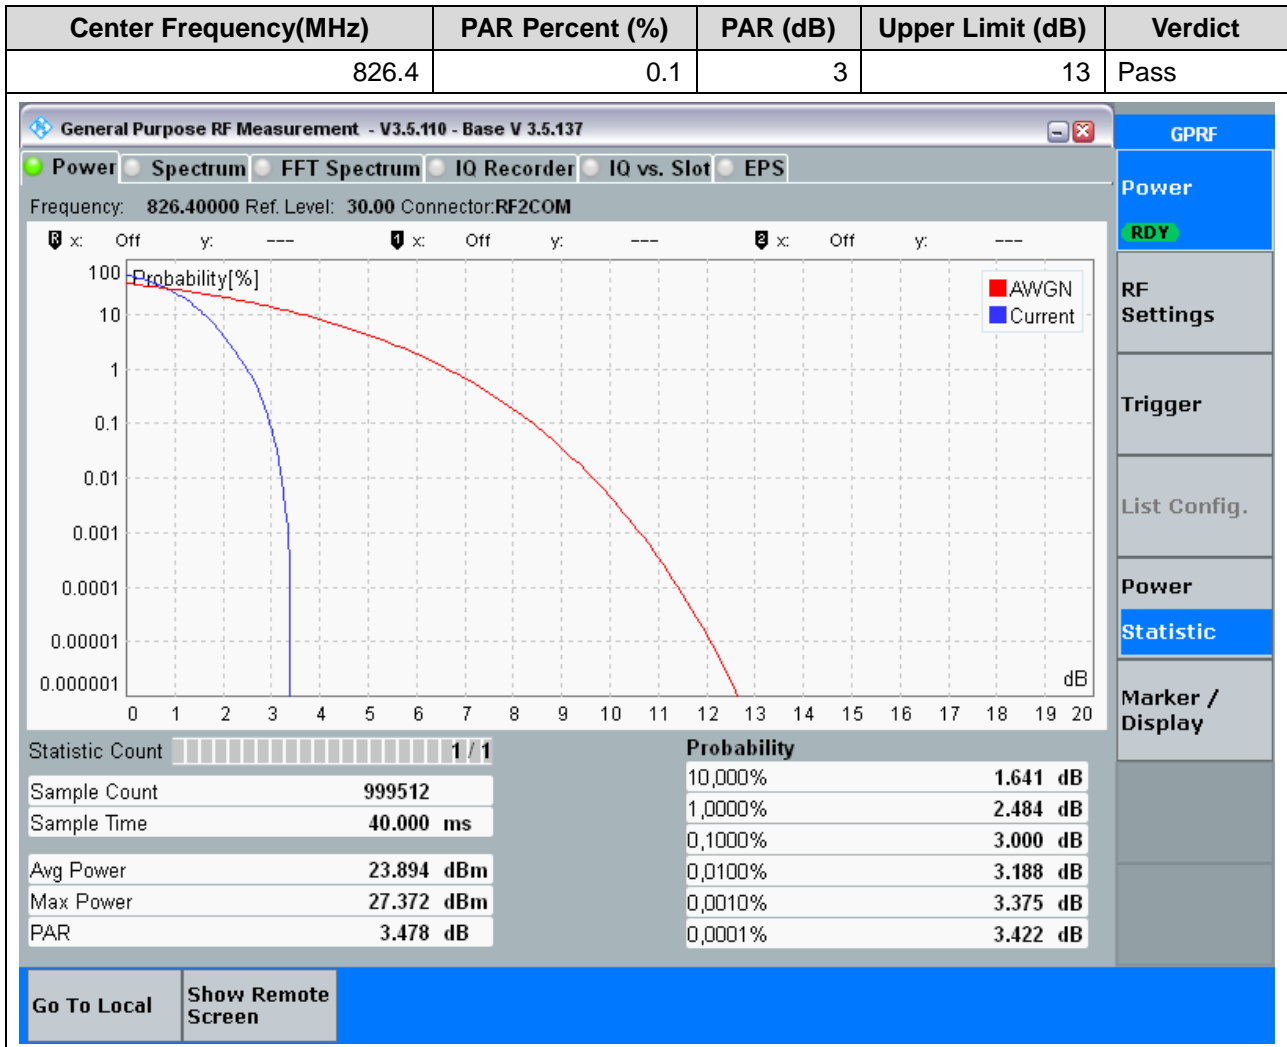 Center Frequency(MHz) PAR Percent (%) PAR (dB) Upper Limit (dB) Verdict
826.4 0.1 3 13 Pass
General Purpose RF Measurement - V3.5.110 - Base V 3.5.137
GPRF
Power Spectrum FFT Spectrum IQ Recorder IQ vs. Slot EPS
Power
RDY
Frequency: 826.40000 Ref. Level: 30.00 Connector:RF2COM
R x: Off y: --- 1 x: Off y: --- 2 x: Off y: ---
Probability[%]
AWGN
Current
100
10
1
0.1
0.01
0.001
0.0001
0.00001
0.000001
dB
0 1 2 3 4 5 6 7 8 9 10 11 12 13 14 15 16 17 18 19 20
RF
Settings
Trigger
List Config.
Power
Statistic
Marker /
Display
Statistic Count 1 / 1
Sample Count 999512
Sample Time 40.000 ms
Avg Power 23.894 dBm
Max Power 27.372 dBm
PAR 3.478 dB
Probability
10,000% 1.641 dB
1,0000% 2.484 dB
0,1000% 3.000 dB
0,0100% 3.188 dB
0,0010% 3.375 dB
0,0001% 3.422 dB
Go To Local
Show Remote
Screen